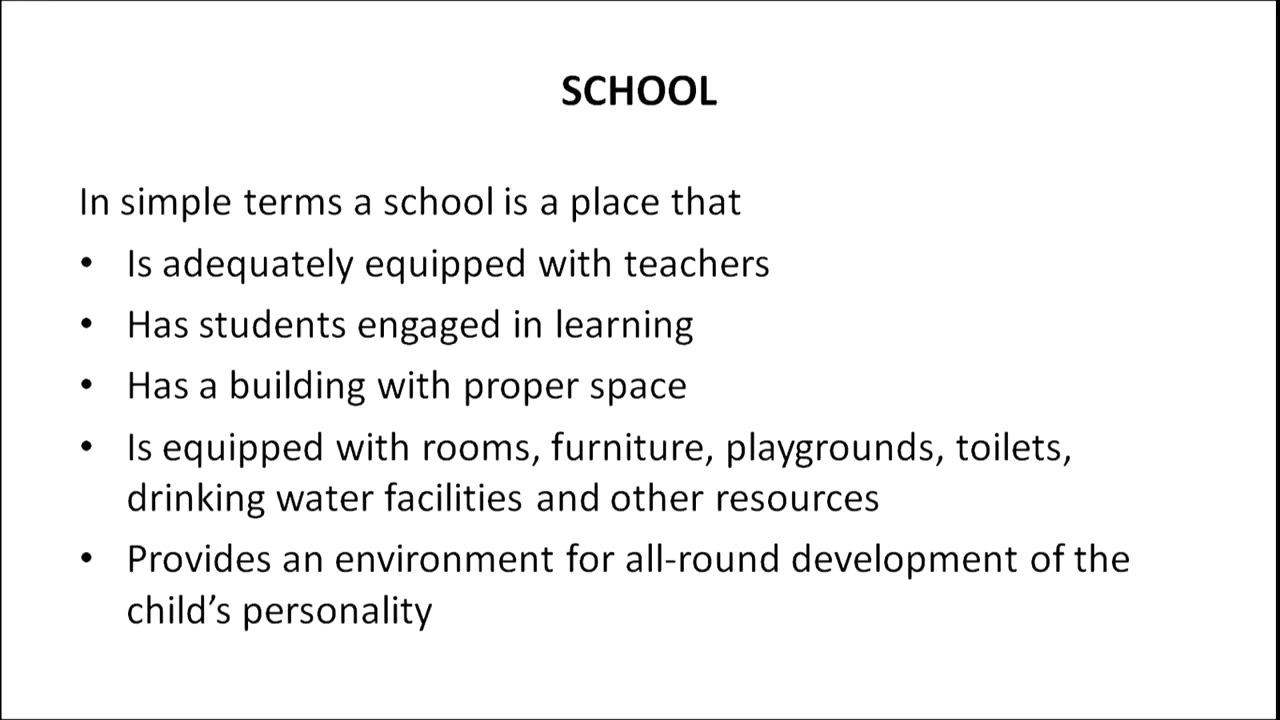 SCHOOL
In simple terms a school is a place that
• Is adequately equipped with teachers
• Has students engaged in learning
• Has a building with proper space
• Is equipped with rooms, furniture, playgrounds, toilets,
drinking water facilities and other resources
• Provides an environment for all-round development of the
child’s personality